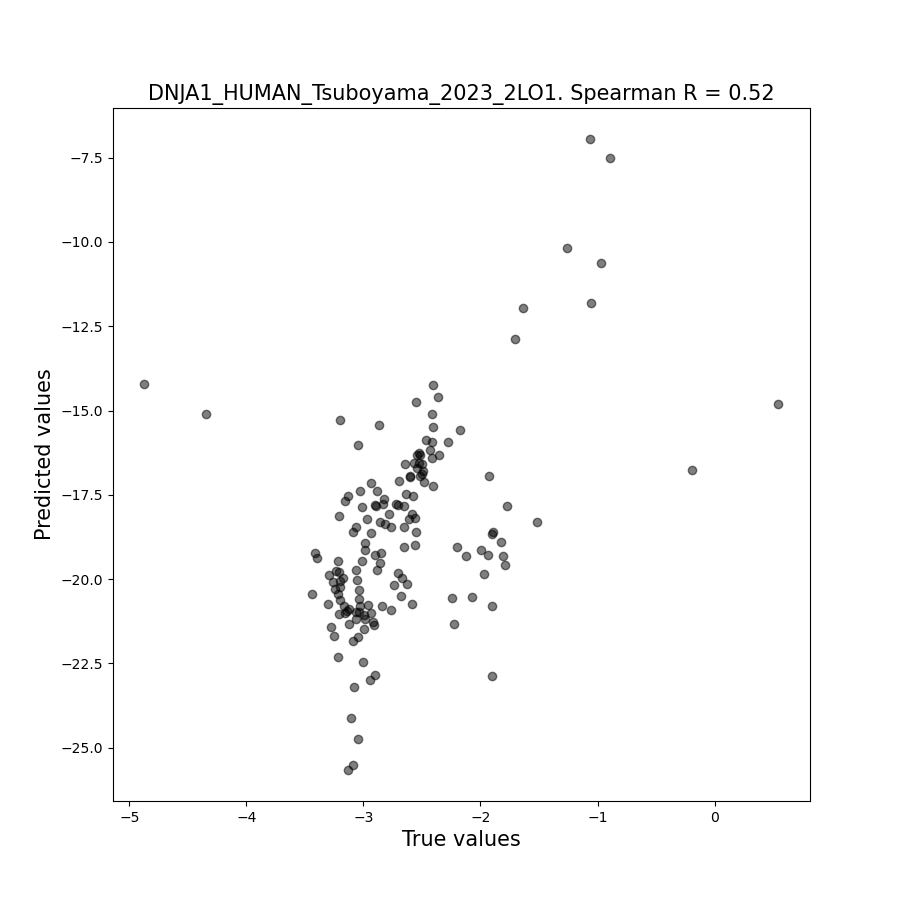 DNJA1_HUMAN_Tsuboyama_2023_2LO1. Spearman R = 0.52
−7.5
−10.0
−12.5
−15.0
−17.5
−20.0
−22.5
−25.0
Predicted values
−5 −4 −3 −2 −1 0
True values